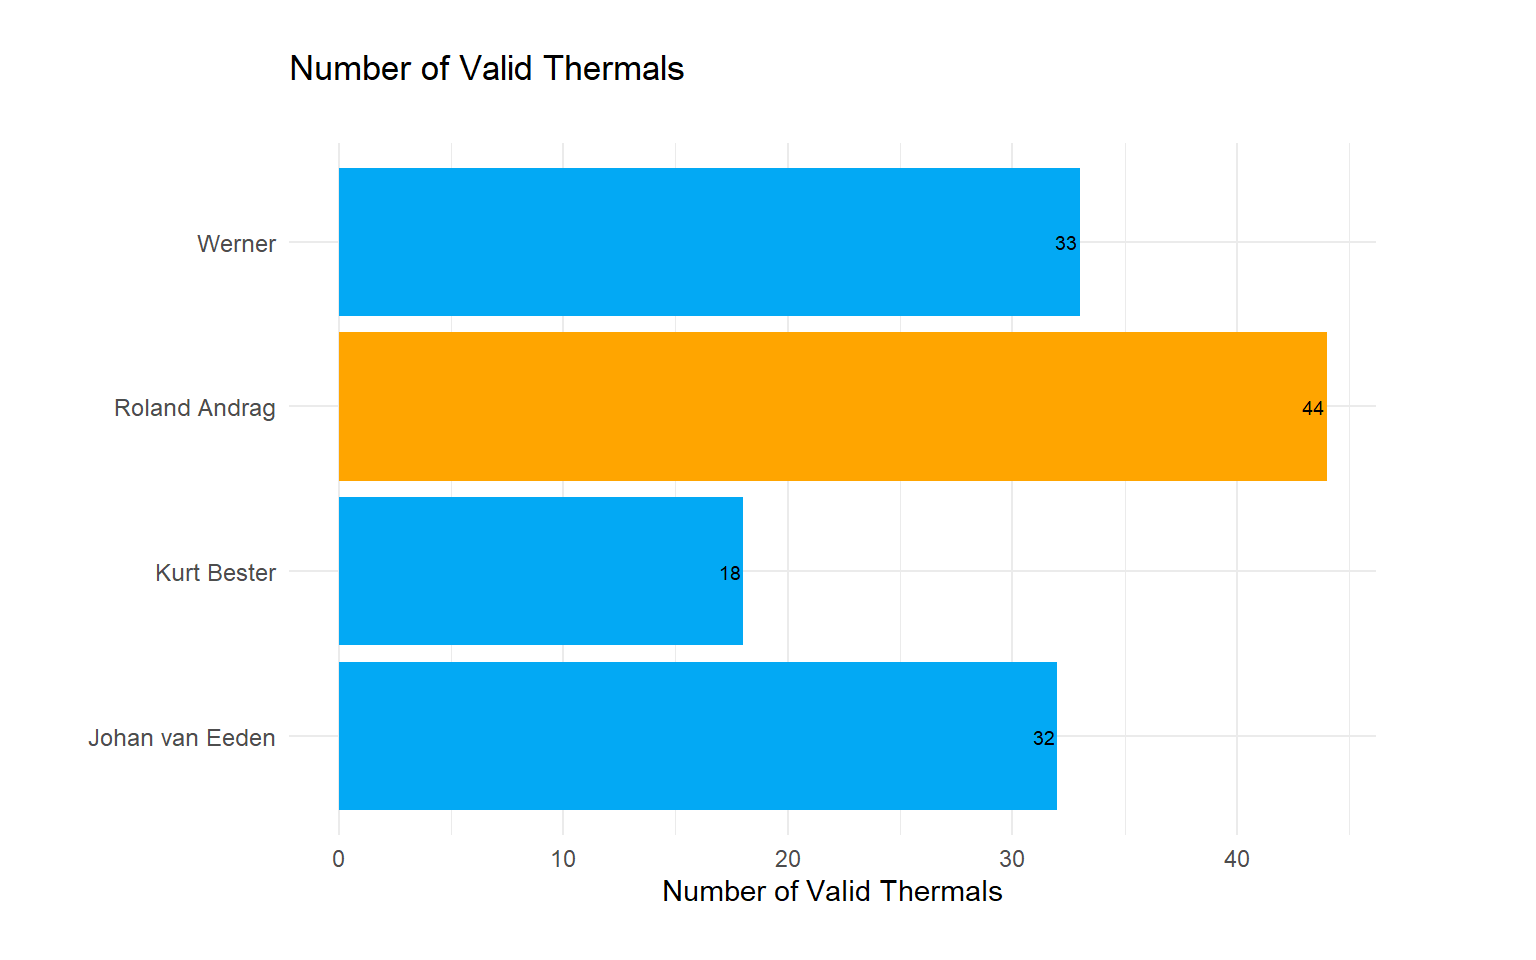 Number of Valid Thermals
Werner
33
Roland Andrag
44
Kurt Bester
18
Johan van Eeden
32
0 10 20 30 40
Number of Valid Thermals